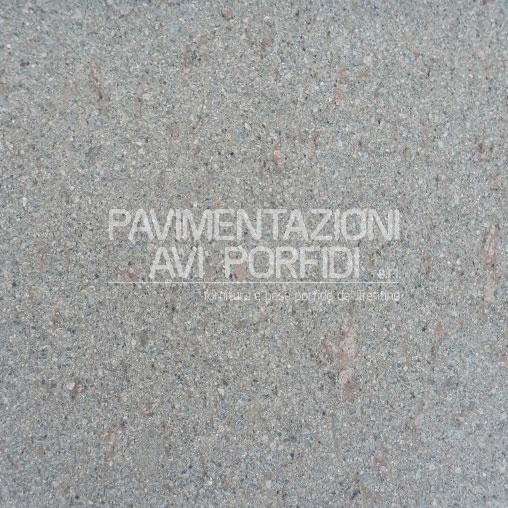 PAVIMENTAZIONI
AVI PORFIDI s.r.l.
fornitura e posa porfido del trentino